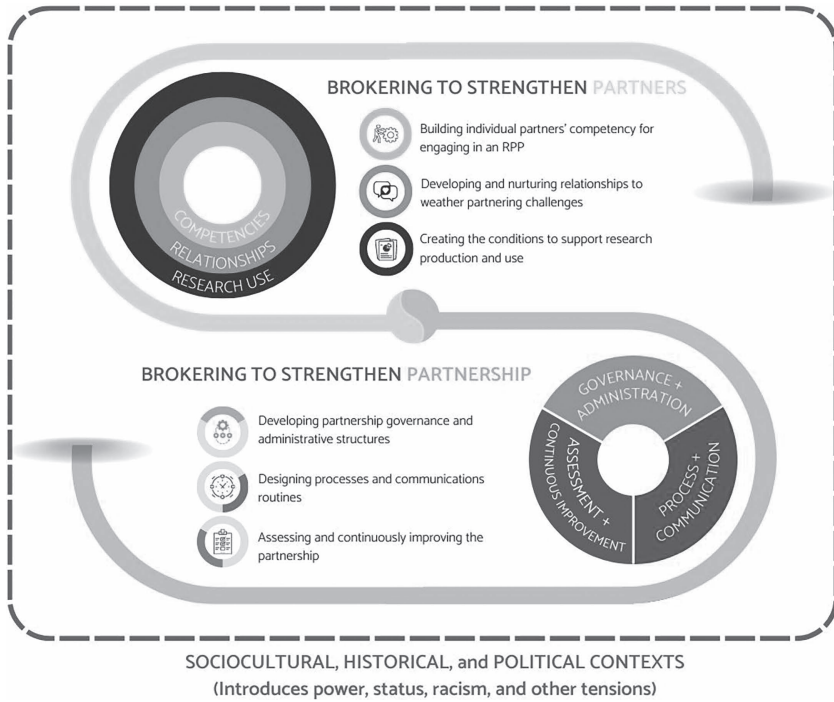 BROKERING TO STRENGTHEN PARTNERS
Building individual partners' competency for
engaging in an RPP
Developing and nurturing relationships to
weather partnering challenges
Creating the conditions to support research
production and use
COMPETENCIES
RELATIONSHIPS
RESEARCH USE
BROKERING TO STRENGTHEN PARTNERSHIP
Developing partnership governance and
administrative structures
Designing processes and communications
routines
Assessing and continuously improving the
partnership
GOVERNANCE +
ADMINISTRATION
PROCESS +
COMMUNICATION
ASSESSMENT +
CONTINUOUS IMPROVEMENT
SOCIOCULTURAL, HISTORICAL, and POLITICAL CONTEXTS
(Introduces power, status, racism, and other tensions)